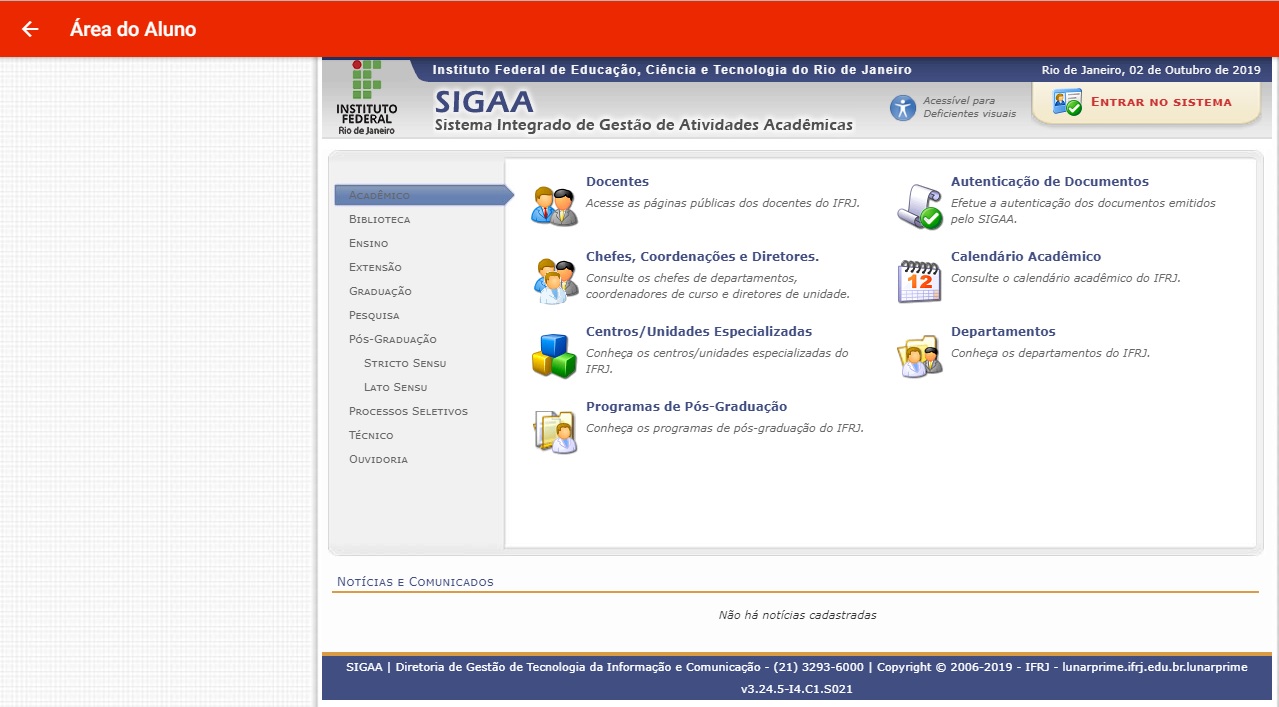 Área do Aluno
Instituto Federal de Educação, Ciência e Tecnologia do Rio de Janeiro
Rio de Janeiro, 02 de Outubro de 2019
INSTITUTO
FEDERAL
Rio de Janeiro
SIGAA
Sistema Integrado de Gestão de Atividades Acadêmicas
Acessível para
Deficientes visuais
Entrar no sistema
Acadêmico
Biblioteca
Ensino
Extensão
Graduação
Pesquisa
Pós-Graduação
Stricto Sensu
Lato Sensu
Processos Seletivos
Técnico
Ouvidoria
Docentes
Acesse as páginas públicas dos docentes do IFRJ.
Autenticação de Documentos
Efetue a autenticação dos documentos emitidos
pelo SIGAA.
Chefes, Coordenações e Diretores.
Consulte os chefes de departamentos,
coordenadores de curso e diretores de unidade.
12
Calendário Acadêmico
Consulte o calendário acadêmico do IFRJ.
Centros/Unidades Especializadas
Conheça os centros/unidades especializadas do
IFRJ.
Departamentos
Conheça os departamentos do IFRJ.
Programas de Pós-Graduação
Conheça os programas de pós-graduação do IFRJ.
Notícias e Comunicados
Não há notícias cadastradas
SIGAA | Diretoria de Gestão de Tecnologia da Informação e Comunicação - (21) 3293-6000 | Copyright © 2006-2019 - IFRJ - lunarprime.ifrj.edu.br.lunarprime
v3.24.5-I4.C1.S021